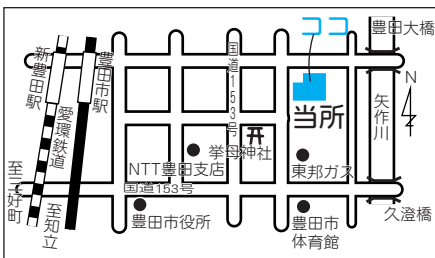 ココ
豊田大橋
新豊田駅
豊田市駅
国道153号
N
愛環鉄道
当所
矢作川
挙母神社
NTT豊田支店
東邦ガス
至三好町
国道153号
至知立
豊田市役所
豊田市
体育館
久澄橋